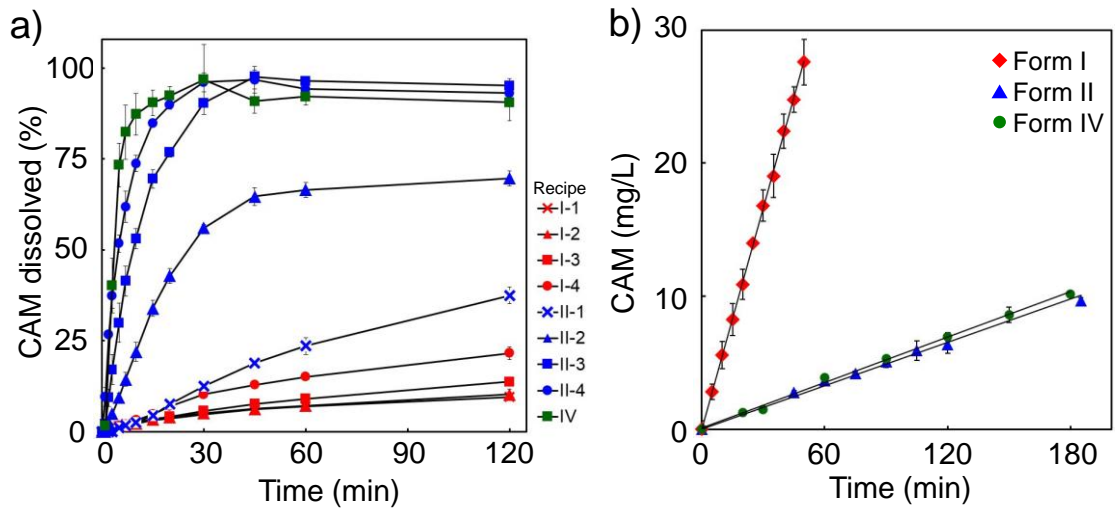 a)
CAM dissolved (%)
100
75
50
25
0
0 30 60 90 120
Time (min)
Recipe
I-1
I-2
I-3
I-4
II-1
II-2
II-3
II-4
IV
b)
CAM (mg/L)
30
20
10
0
0 60 120 180
Time (min)
Form I
Form II
Form IV